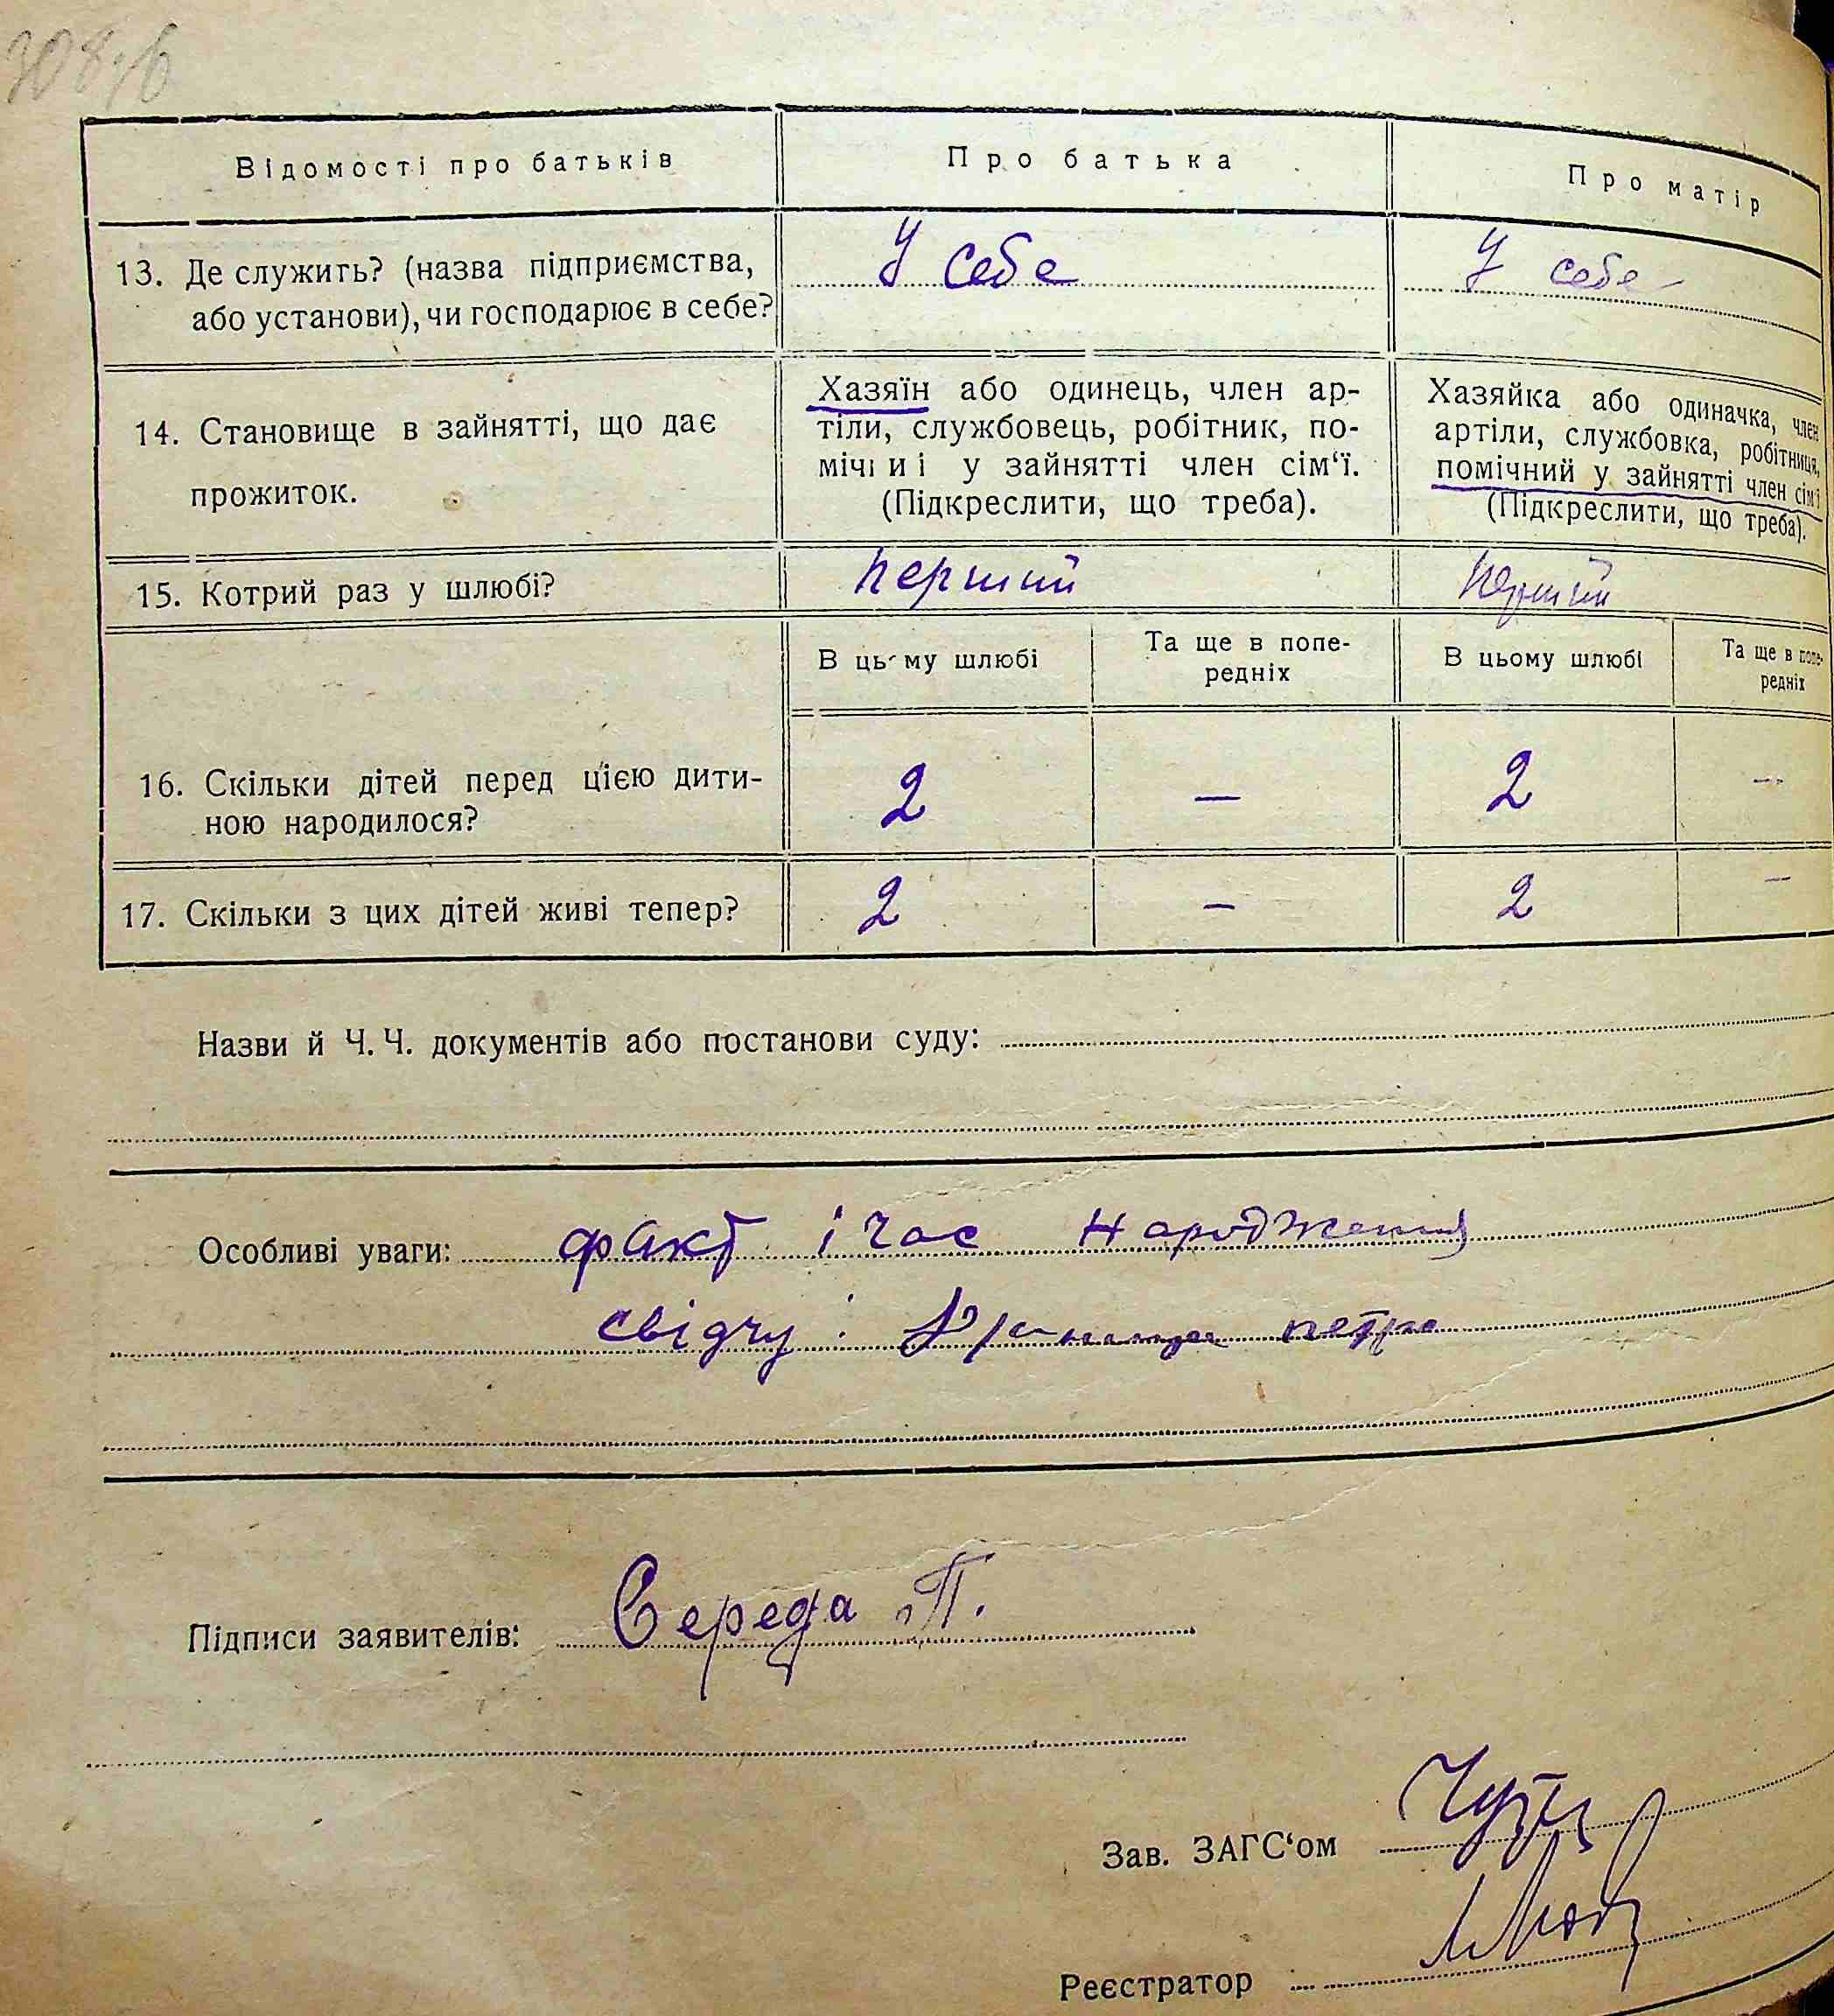 308зв
Відомості про батьків
Про батька
Про матір
13. Де служить? (назва підприємства,
або установи), чи господарює в себе?
У себе
У себе
14. Становище в зайнятті, що дає
прожиток.
Хазяїн або одинець, член ар-
тіли, службовець, робітник, по-
мічн и і у зайнятті член сім‘ї.
(Підкреслити, що треба).
Хазяйка або одиначка, член
артіли, службовка, робітниця,
помічний у зайнятті член сім‘ї
(Підкреслити, що треба).
15. Котрий раз у шлюбі?
перший
перший
В цьому шлюбі
Та ще в попе-
редніх
В цьому шлюбі
Та ще в попе-
редніх
16. Скільки дітей перед цією дити-
ною народилося?
2
—
2
—
17. Скільки з цих дітей живі тепер?
2
—
2
—
Назви й Ч. Ч. документів або постанови суду:
Особливі уваги: факт і час народження
свідчу: петро
Підписи заявителів: Середа П.
Зав. ЗАГС‘ом
Реєстратор